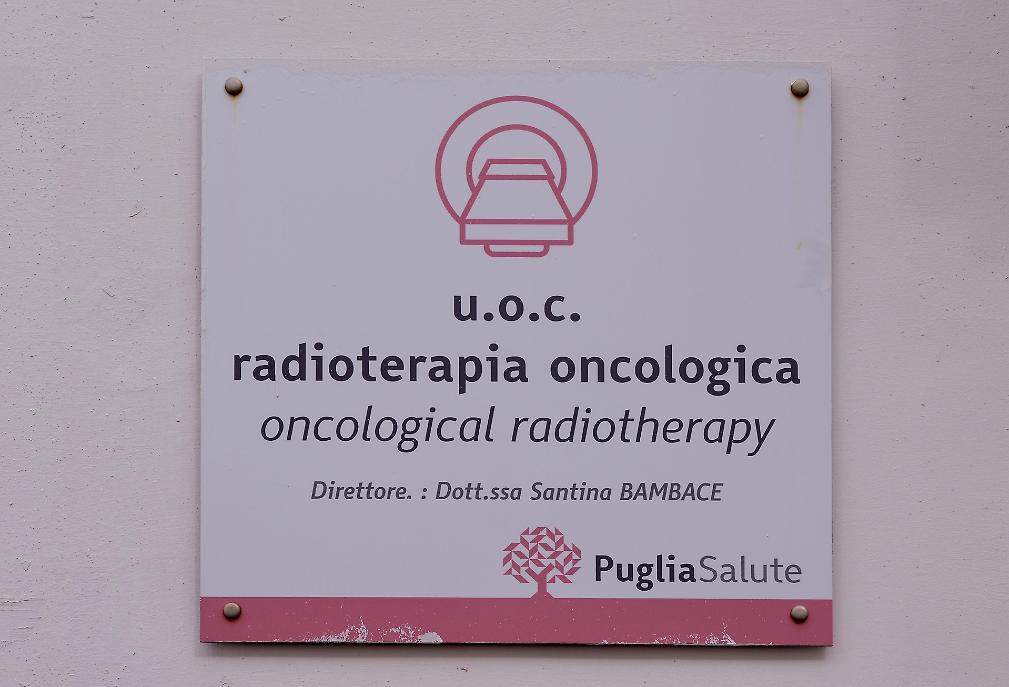 u.o.c.
radioterapia oncologica
oncological radiotherapy
Direttore. : Dott.ssa Santina BAMBACE
PugliaSalute